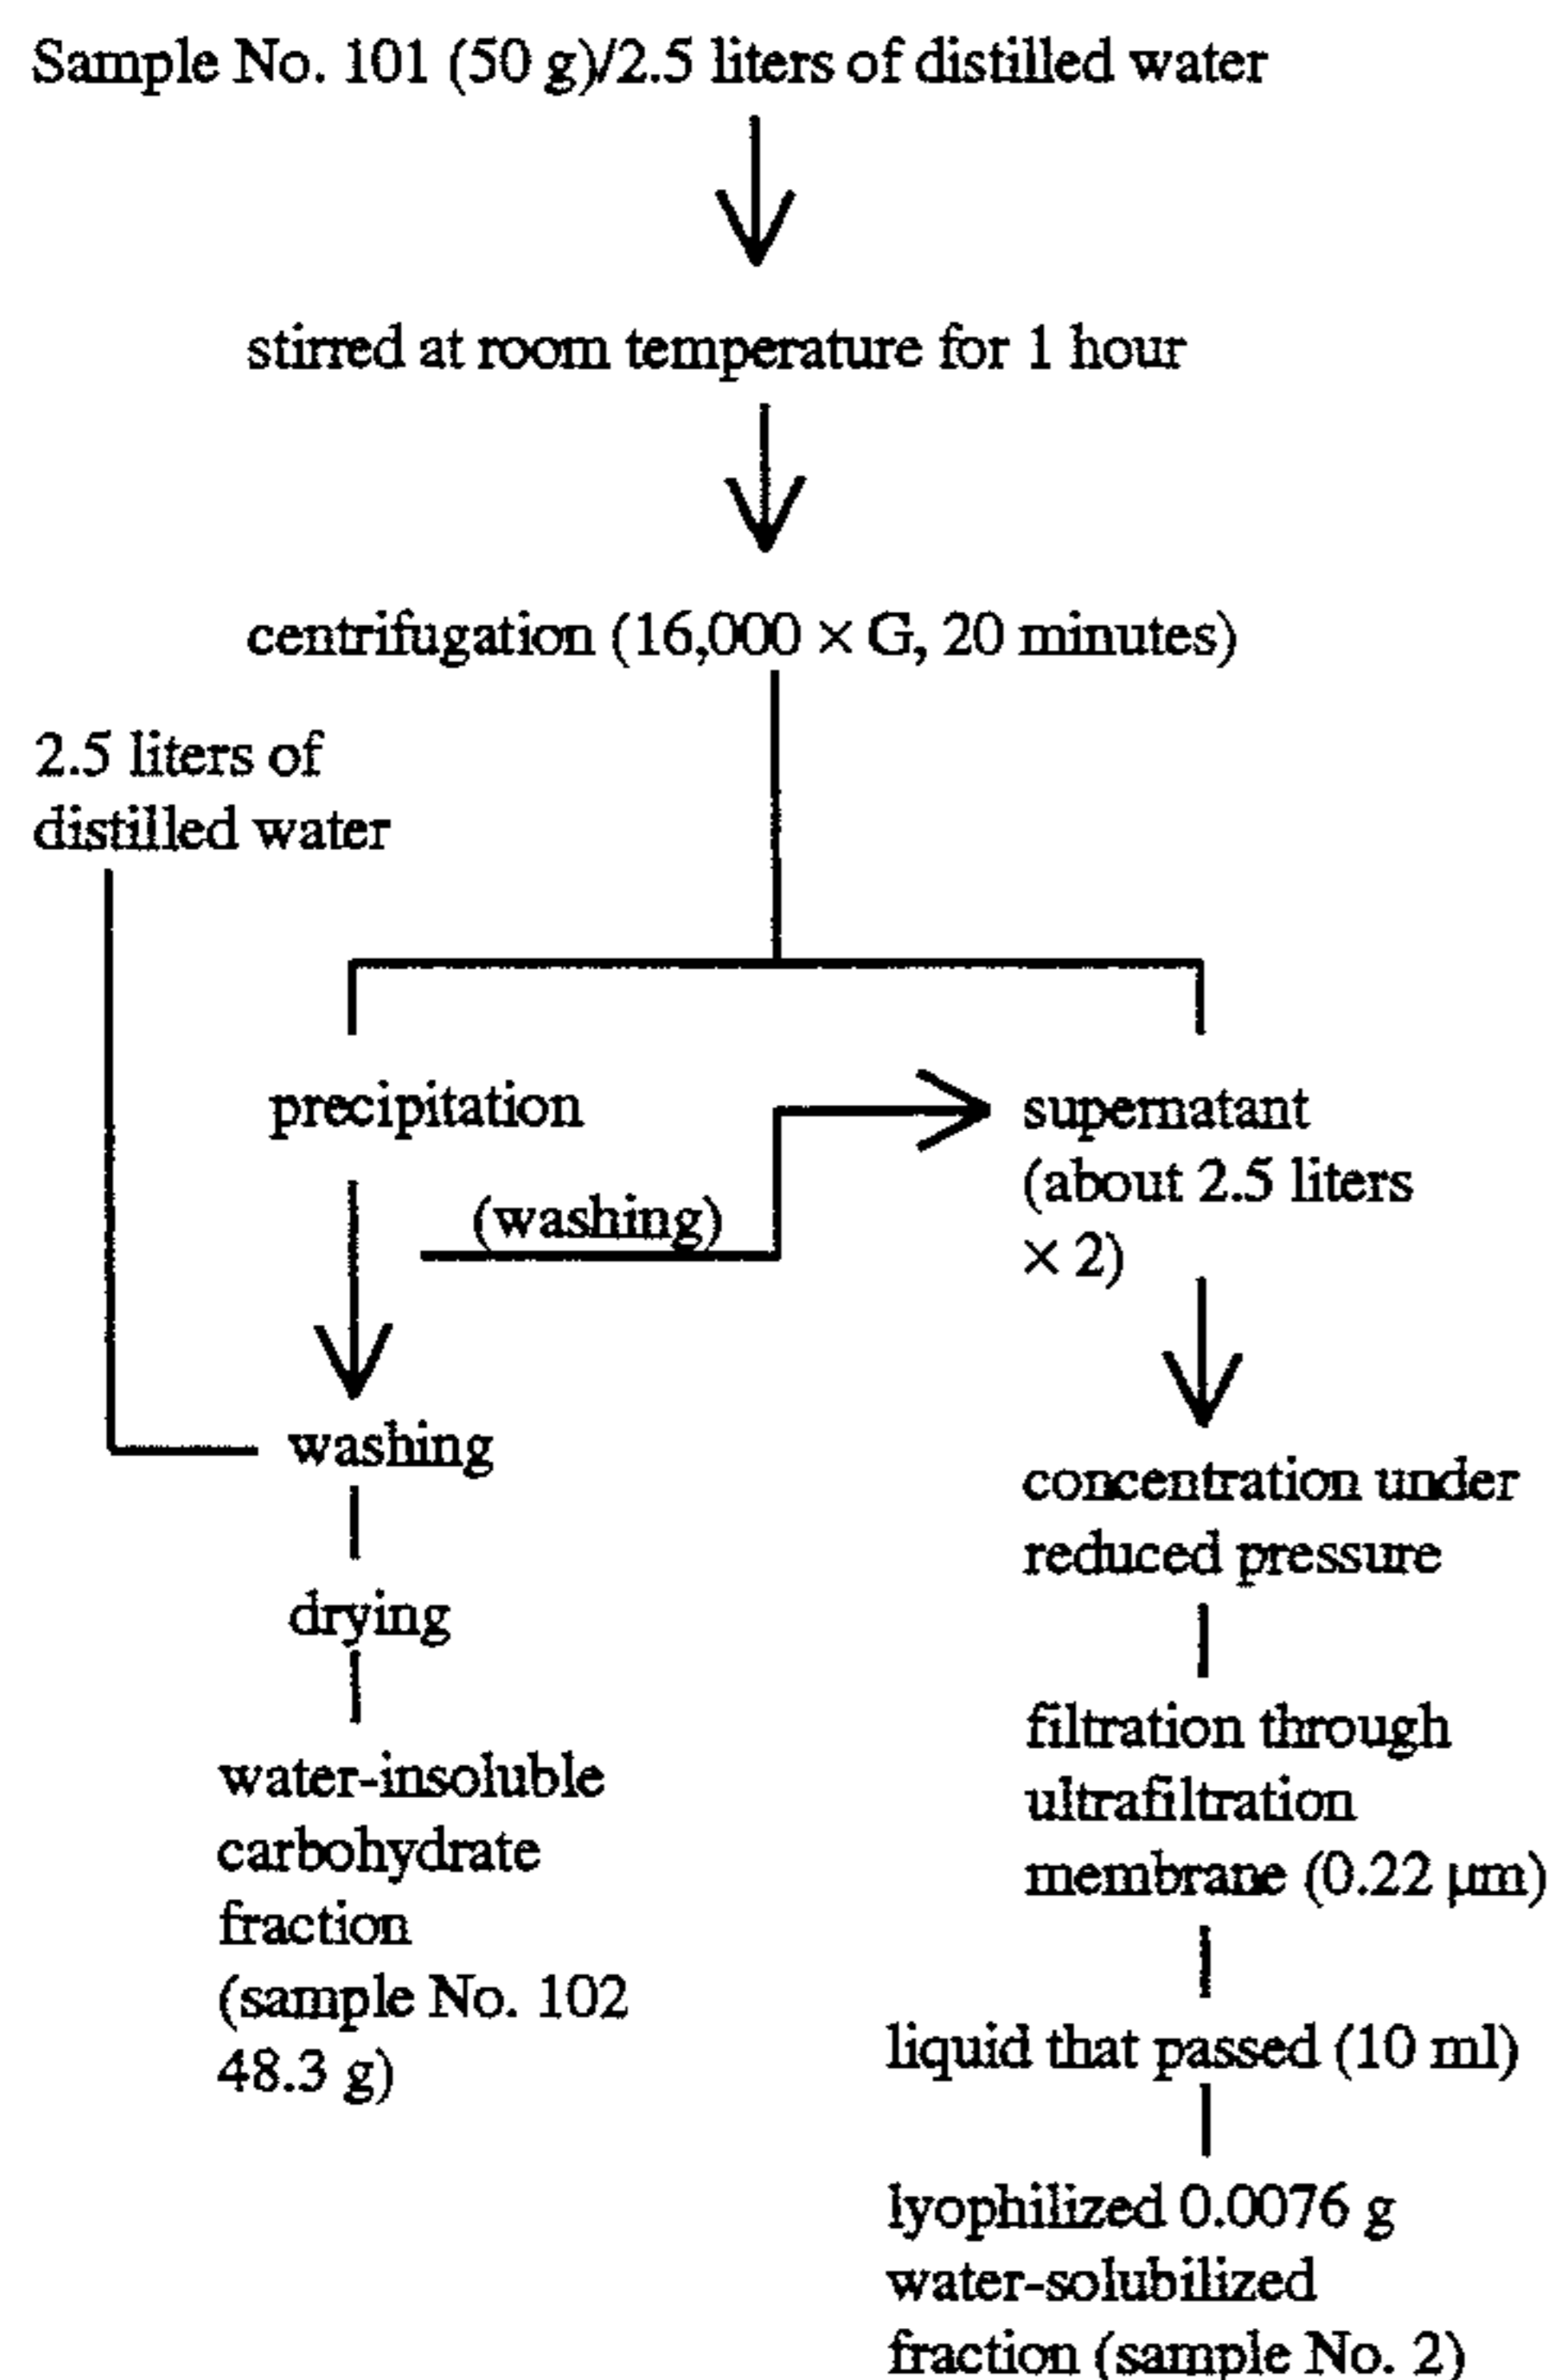 Sample No. 101 (50 g)/2.5 liters of distilled water
stirred at room temperature for 1 hour
centrifugation (16,000 × G, 20 minutes)
2.5 liters of
distilled water
precipitation
(washing)
supernatant
(about 2.5 liters
× 2)
washing
drying
water-insoluble
carbohydrate
fraction
(sample No. 102
48.3 g)
concentration under
reduced pressure
filtration through
ultrafiltration
membrane (0.22 μm)
liquid that passed (10 ml)
lyophilized 0.0076 g
water-solubilized
fraction (sample No. 2)